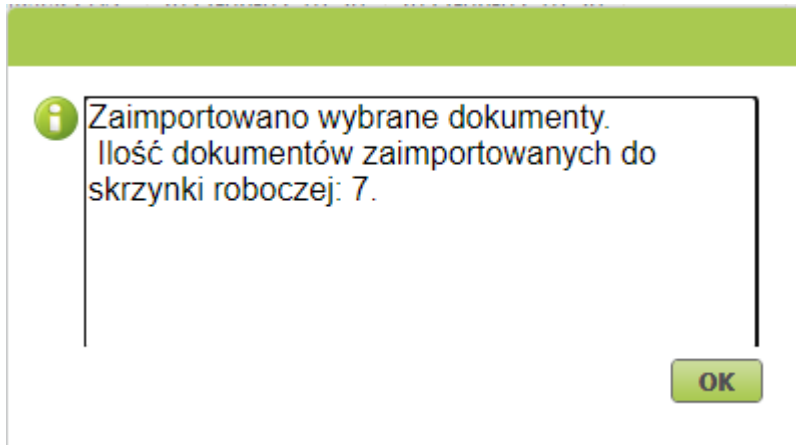 Zaimportowano wybrane dokumenty.
Ilość dokumentów zaimportowanych do
skrzynki roboczej: 7.
OK